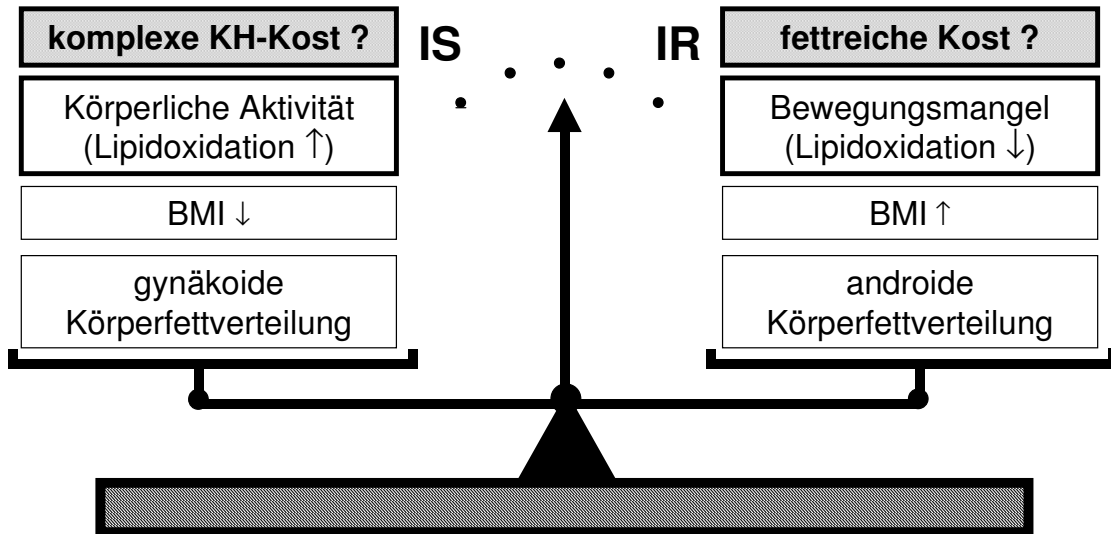 komplexe KH-Kost ?
Körperliche Aktivität
(Lipidoxidation ↑)
BMI ↓
gynäkoide
Körperfettverteilung
IS
IR
fettreiche Kost ?
Bewegungsmangel
(Lipidoxidation ↓)
BMI ↑
androide
Körperfettverteilung